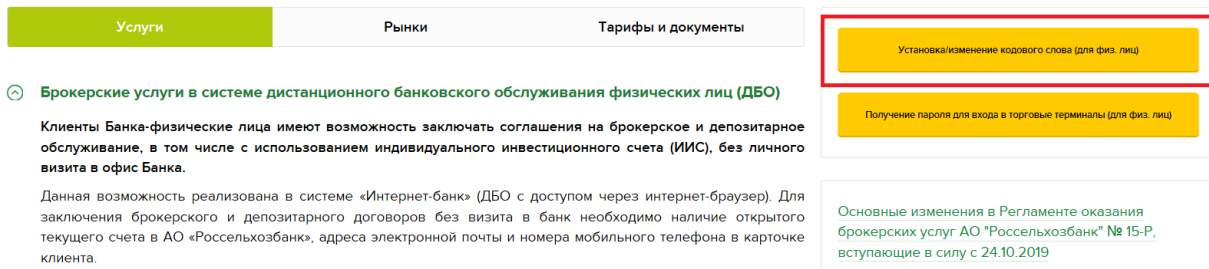 Услуги
Рынки
Тарифы и документы
Брокерские услуги в системе дистанционного банковского обслуживания физических лиц (ДБО)
Клиенты Банка-физические лица имеют возможность заключать соглашения на брокерское и депозитарное
обслуживание, в том числе с использованием индивидуального инвестиционного счета (ИИС), без личного
визита в офис Банка.
Данная возможность реализована в системе «Интернет-банк» (ДБО с доступом через интернет-браузер). Для
заключения брокерского и депозитарного договоров без визита в банк необходимо наличие открытого
текущего счета в АО «Россельхозбанк», адреса электронной почты и номера мобильного телефона в карточке
клиента.
Установка/изменение кодового слова (для физ. лиц)
Получение пароля для входа в торговые терминалы (для физ. лиц)
Основные изменения в Регламенте оказания
брокерских услуг АО "Россельхозбанк" № 15-Р,
вступающие в силу с 24.10.2019